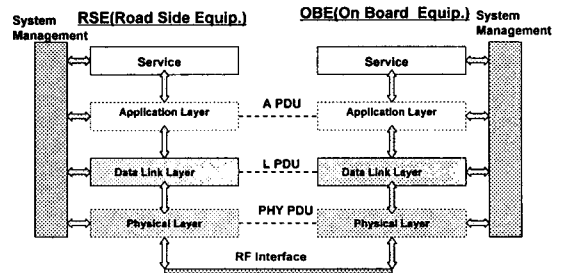 System
Management
RSE(Road Side Equip.)
OBE(On Board Equip.)
System
Management
Service
Service
Application Layer
A PDU
Application Layer
Data Link Layer
L PDU
Data Link Layer
PHY PDU
Physical Layer
Physical Layer
RF Interface